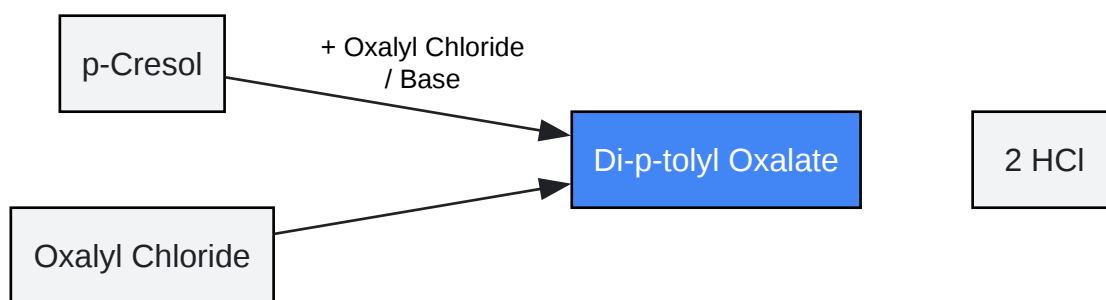 p-Cresol
+ Oxalyl Chloride
/ Base
Di-p-tolyl Oxalate
2 HCl
Oxalyl Chloride